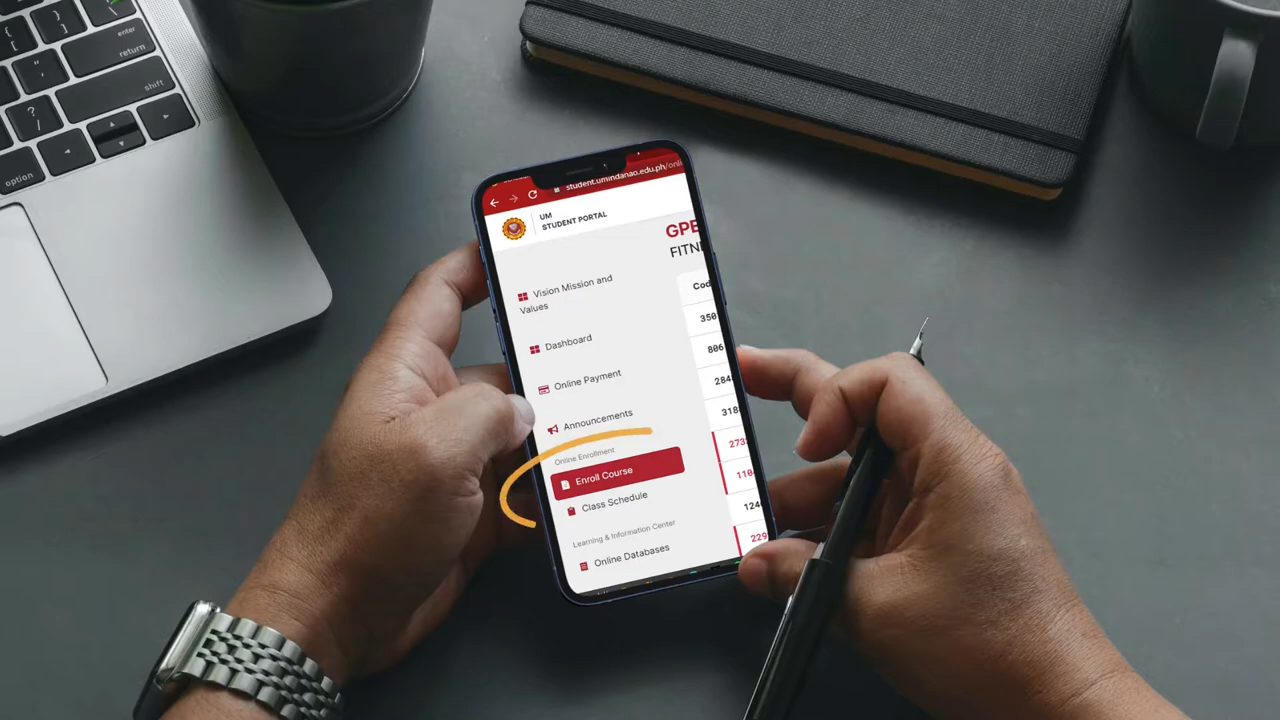 enter
return
shift
option
student.umindanao.edu.ph/onli
UM
STUDENT PORTAL
GPE
FITN
Vision Mission and
Values
Dashboard
Online Payment
Announcements
Online Enrollment
Enroll Course
Class Schedule
Learning & Information Center
Online Databases
Cod
350
806
284
318
273
110
124
229